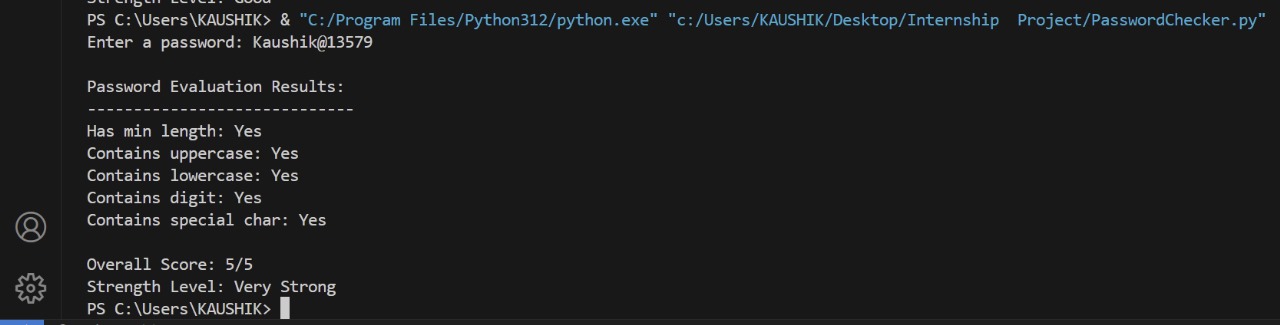 Strength Level: Good
PS C:\Users\KAUSHIK> & "C:/Program Files/Python312/python.exe" "c:/Users/KAUSHIK/Desktop/Internship  Project/PasswordChecker.py"
Enter a password: Kaushik@13579
Password Evaluation Results:
-----------------------------
Has min length: Yes
Contains uppercase: Yes
Contains lowercase: Yes
Contains digit: Yes
Contains special char: Yes
Overall Score: 5/5
Strength Level: Very Strong
PS C:\Users\KAUSHIK>